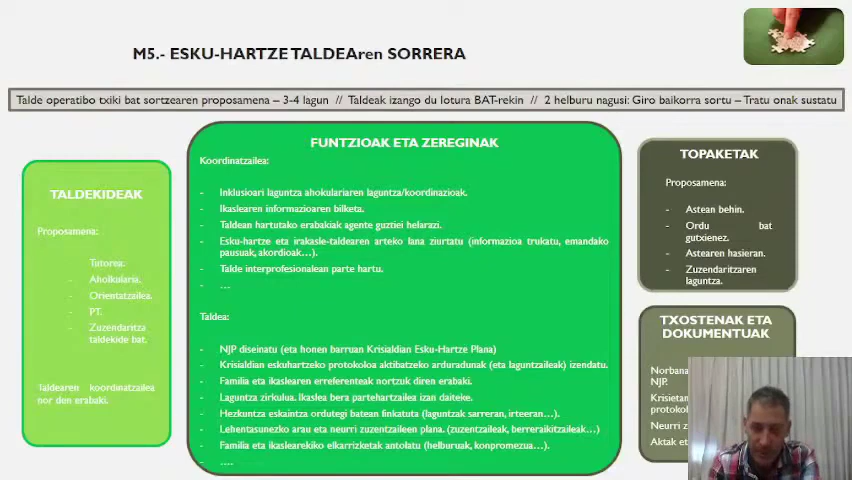 M5.- ESKU-HARTZE TALDEAren SORRERA
Talde operatibo txiki bat sortzearen proposamena – 3-4 lagun // Taldeak izango du lotura BAT-rekin // 2 helburu nagusi: Giro baikorra sortu – Tratu onak sustatu
TALDEKIDEAK
Proposamena:
- Tutorea.
- Aholkularia.
- Orientatzailea.
- PT.
- Zuzendaritza
taldekide bat.
Taldearen koordinatzailea
nor den erabaki.
FUNTZIOAK ETA ZEREGINAK
Koordinatzailea:
- Inklusioari laguntza ahokulariaren laguntza/koordinazioak.
- Ikaslearen informazioaren bilketa.
- Taldean hartutako erabakiak agente guztiei helarazi.
- Esku-hartze eta irakasle-taldearen arteko lana ziurtatu (informazioa trukatu, emandako
pausuak, akordioak…).
- Talde interprofesionalean parte hartu.
- …
Taldea:
- NJP diseinatu (eta honen barruan Krisialdian Esku-Hartze Plana)
- Krisialdian eskuhartzeko protokoloa aktibatzeko arduradunak (eta laguntzaileak) izendatu.
- Familia eta ikaslearen erreferenteak nortzuk diren erabaki.
- Laguntza zirkulua. Ikaslea bera partehartzailea izan daiteke.
- Hezkuntza eskaintza ordutegi batean finkatuta (laguntzak sarreran, irteeran…).
- Lehentasunezko arau eta neurri zuzentzaileen plana. (zuzentzaileak, berreraikitzaileak…)
- Familia eta ikaslearekiko elkarrizketak antolatu (helburuak, konpromezua…).
- ….
TOPAKETAK
Proposamena:
- Astean behin.
- Ordu bat
gutxienez.
- Astearen hasieran.
- Zuzendaritzaren
laguntza.
TXOSTENAK ETA
DOKUMENTUAK
NJP.
Neurri
Aktak